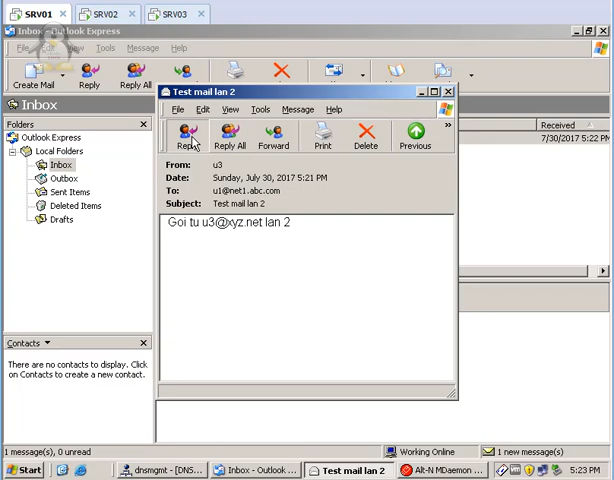 SRV01
SRV02
SRV03
Inbox - Outlook Express
File Edit View Tools Message Help
Create Mail
Reply
Reply All
Inbox
Folders
Outlook Express
Local Folders
Inbox
Outbox
Sent Items
Deleted Items
Drafts
Received
7/30/2017 5:22 PM
Test mail lan 2
File Edit View Tools Message Help
Reply
Reply All
Forward
Print
Delete
Previous
From: u3
Date: Sunday, July 30, 2017 5:21 PM
To: u1@net1.abc.com
Subject: Test mail lan 2
Goi tu u3@xyz.net lan 2
Contacts
There are no contacts to display. Click
on Contacts to create a new contact.
1 message(s), 0 unread
Working Online
1 new message(s)
Start
dnsmgmt - [DNS...
Inbox - Outlook ...
Test mail lan 2
Alt-N MDaemon ...
5:23 PM